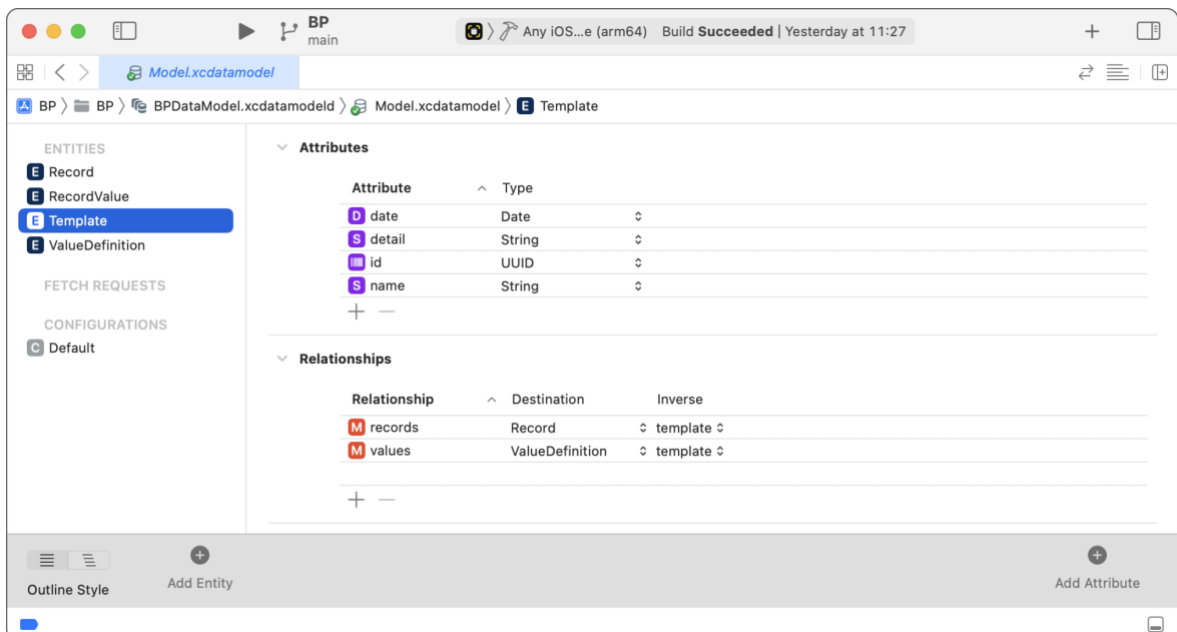 BP
main
Any iOS...e (arm64) Build Succeeded | Yesterday at 11:27
Model.xcdatamodel
BP BP BPDataModel.xcdatamodeld Model.xcdatamodel E Template
ENTITIES
E Record
E RecordValue
E Template
E ValueDefinition
FETCH REQUESTS
CONFIGURATIONS
C Default
Attributes
Attribute Type
D date Date
S detail String
id UUID
S name String
Relationships
Relationship Destination Inverse
M records Record template
M values ValueDefinition template
Outline Style
Add Entity
Add Attribute